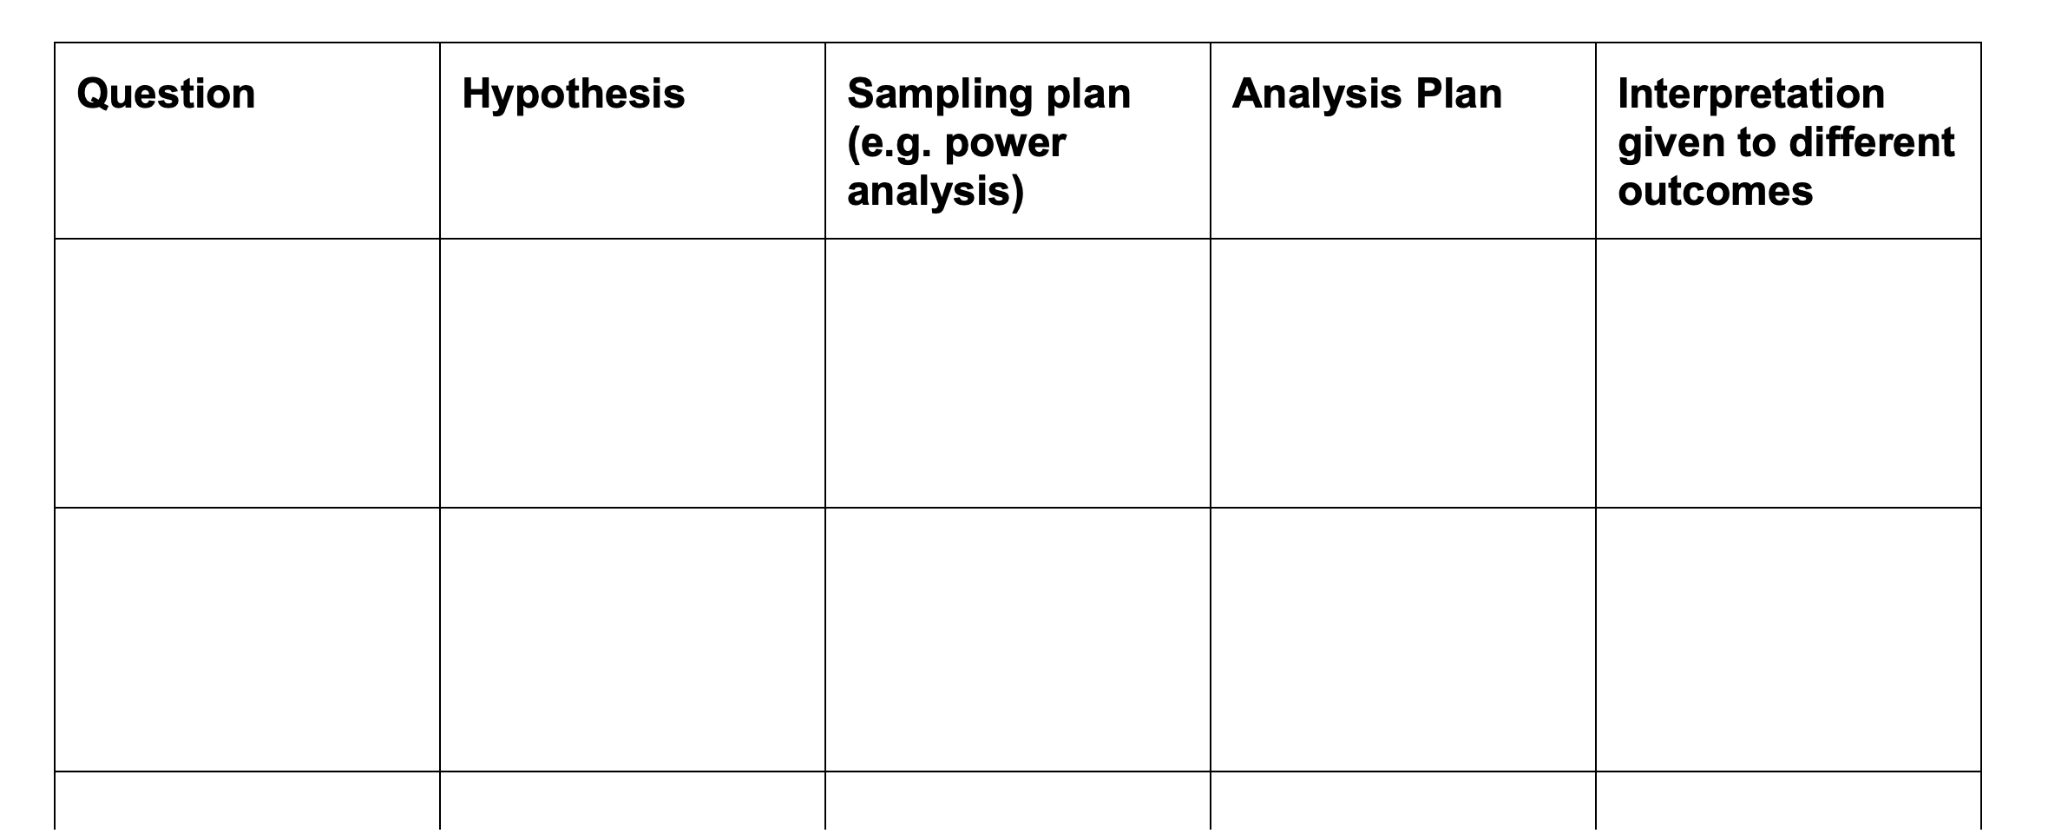 Question
Hypothesis
Sampling plan
(e.g. power
analysis)
Analysis Plan
Interpretation
given to different
outcomes